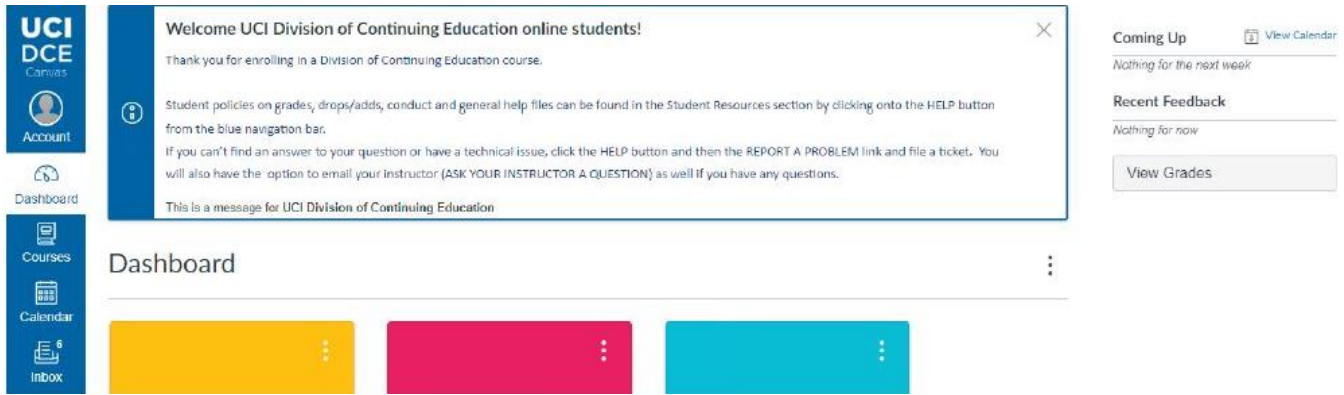 UCI
DCE
Canvas
Account
Dashboard
Courses
Calendar
6
Inbox
Welcome UCI Division of Continuing Education online students!
Thank you for enrolling in a Division of Continuing Education course.
Student policies on grades, drops/adds, conduct and general help files can be found in the Student Resources section by clicking onto the HELP button
from the blue navigation bar.
If you can't find an answer to your question or have a technical issue, click the HELP button and then the REPORT A PROBLEM link and file a ticket. You
will also have the option to email your instructor (ASK YOUR INSTRUCTOR A QUESTION) as well if you have any questions.
This is a message for UCI Division of Continuing Education
Dashboard
Coming Up
View Calendar
Nothing for the next week
Recent Feedback
Nothing for now
View Grades